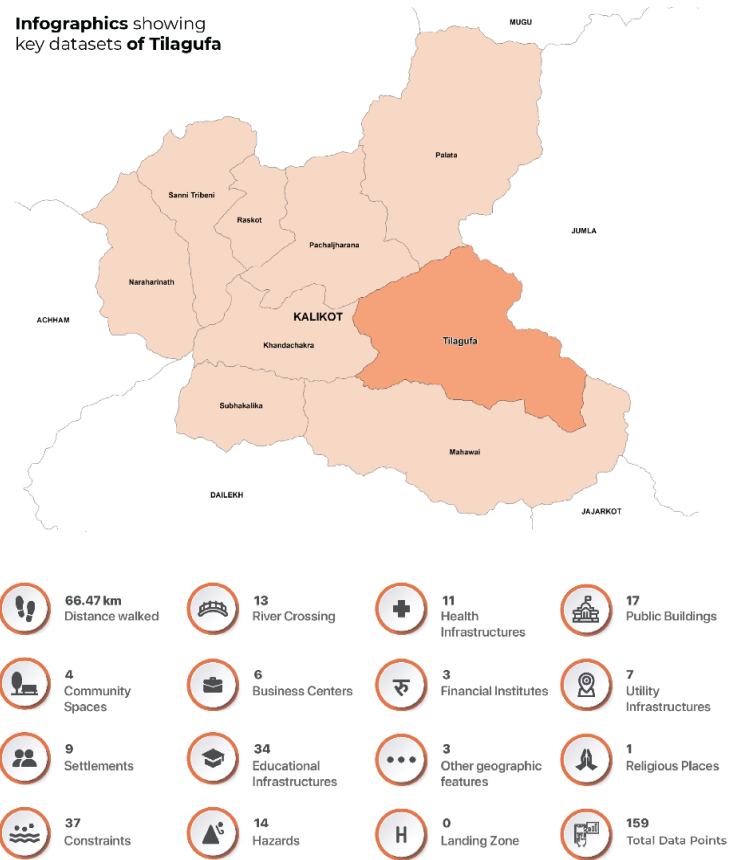 Infographics showing
key datasets of Tilagufa
MUGU
Palata
Sanni Tribeni
Raskot
JUMLA
Pachaljharana
Naraharinath
KALIKOT
ACHHAM
Tilagufa
Khandachakra
Subhakalika
Mahawai
DAILEKH
JAJARKOT
66.47 km
Distance walked
13
River Crossing
11
Health
Infrastructures
17
Public Buildings
4
Community
Spaces
6
Business Centers
3
Financial Institutes
7
Utility
Infrastructures
9
Settlements
34
Educational
Infrastructures
3
Other geographic
features
1
Religious Places
37
Constraints
14
Hazards
H
0
Landing Zone
159
Total Data Points